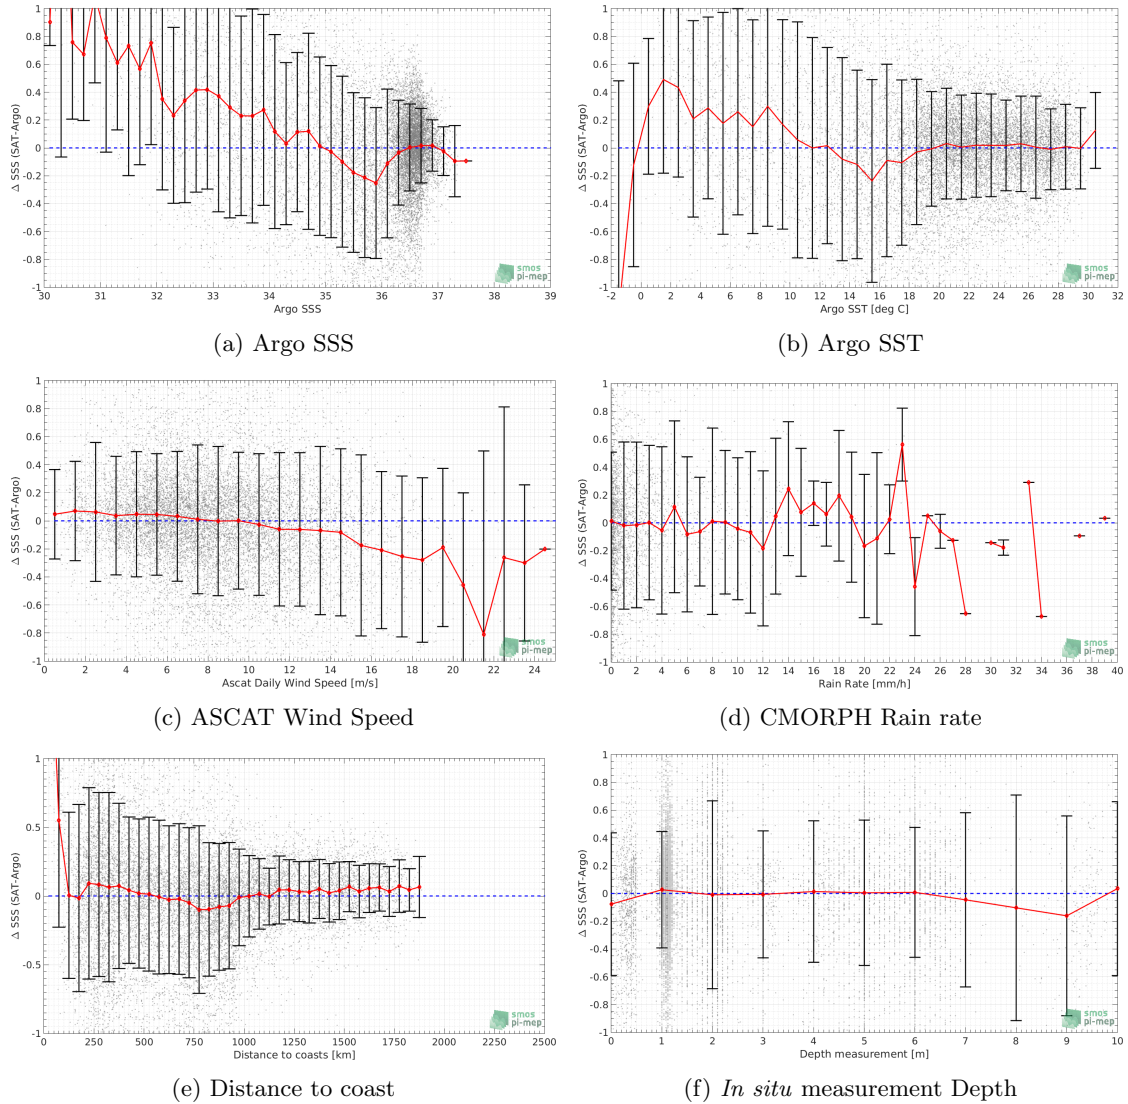 1
0.8
0.6
0.4
0.2
0
-0.2
-0.4
-0.6
-0.8
-1
Δ SSS (SAT-Argo)
30 31 32 33 34 35 36 37 38 39
Argo SSS
smos
pi-mep
(a) Argo SSS
1
0.8
0.6
0.4
0.2
0
-0.2
-0.4
-0.6
-0.8
-1
Δ SSS (SAT-Argo)
-2 0 2 4 6 8 10 12 14 16 18 20 22 24 26 28 30 32
Argo SST [deg C]
smos
pi-mep
(b) Argo SST
1
0.8
0.6
0.4
0.2
0
-0.2
-0.4
-0.6
-0.8
-1
Δ SSS (SAT-Argo)
0 2 4 6 8 10 12 14 16 18 20 22 24
Ascat Daily Wind Speed [m/s]
smos
pi-mep
(c) ASCAT Wind Speed
1
0.8
0.6
0.4
0.2
0
-0.2
-0.4
-0.6
-0.8
-1
Δ SSS (SAT-Argo)
0 2 4 6 8 10 12 14 16 18 20 22 24 26 28 30 32 34 36 38 40
Rain Rate [mm/h]
smos
pi-mep
(d) CMORPH Rain rate
1
0.5
0
-0.5
-1
Δ SSS (SAT-Argo)
0 250 500 750 1000 1250 1500 1750 2000 2250 2500
Distance to coasts [km]
smos
pi-mep
(e) Distance to coast
1
0.8
0.6
0.4
0.2
0
-0.2
-0.4
-0.6
-0.8
-1
Δ SSS (SAT-Argo)
0 1 2 3 4 5 6 7 8 9 10
Depth measurement [m]
smos
pi-mep
(f) In situ measurement Depth